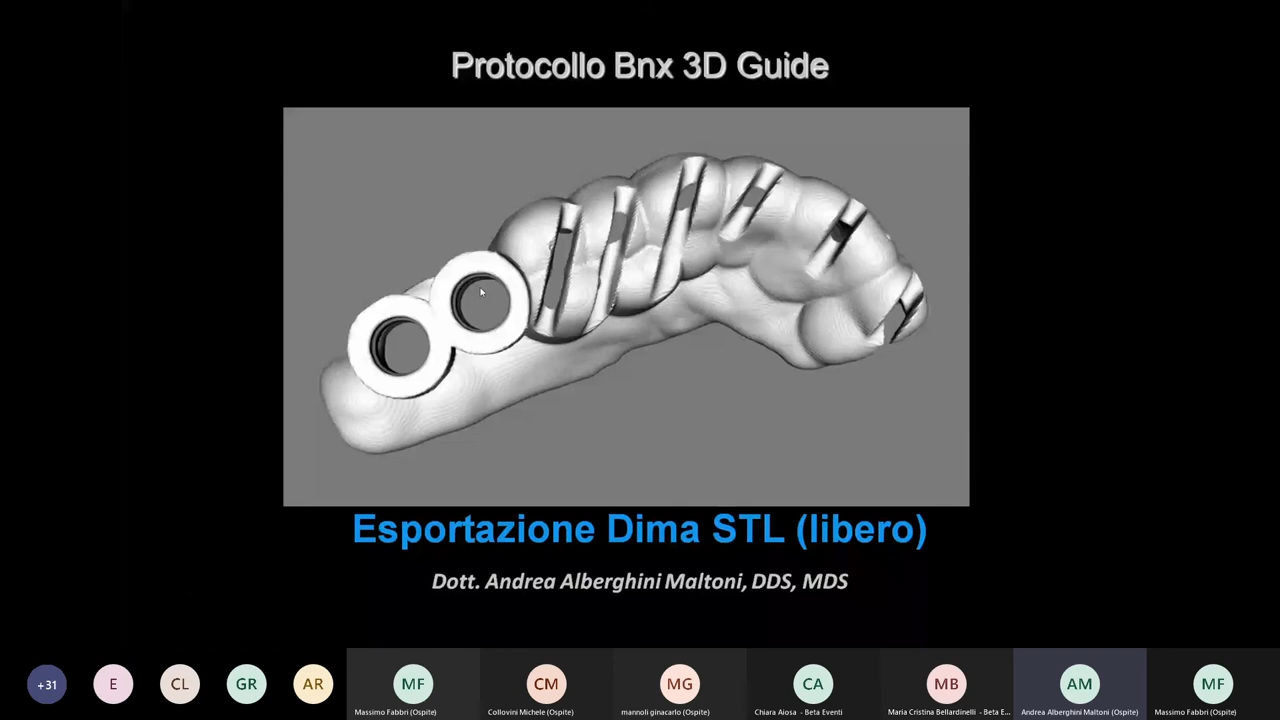 Protocollo Bnx 3D Guide
Esportazione Dima STL (libero)
Dott. Andrea Alberghini Maltoni, DDS, MDS
+31
E
CL
GR
AR
MF
CM
MG
CA
MB
AM
MF
Massimo Fabbri (Ospite)
Collovini Michele (Ospite)
mannoli ginacarlo (Ospite)
Chiara Aiosa - Beta Eventi
Maria Cristina Bellardinelli - Beta E...
Andrea Alberghini Maltoni (Ospite)
Massimo Fabbri (Ospite)